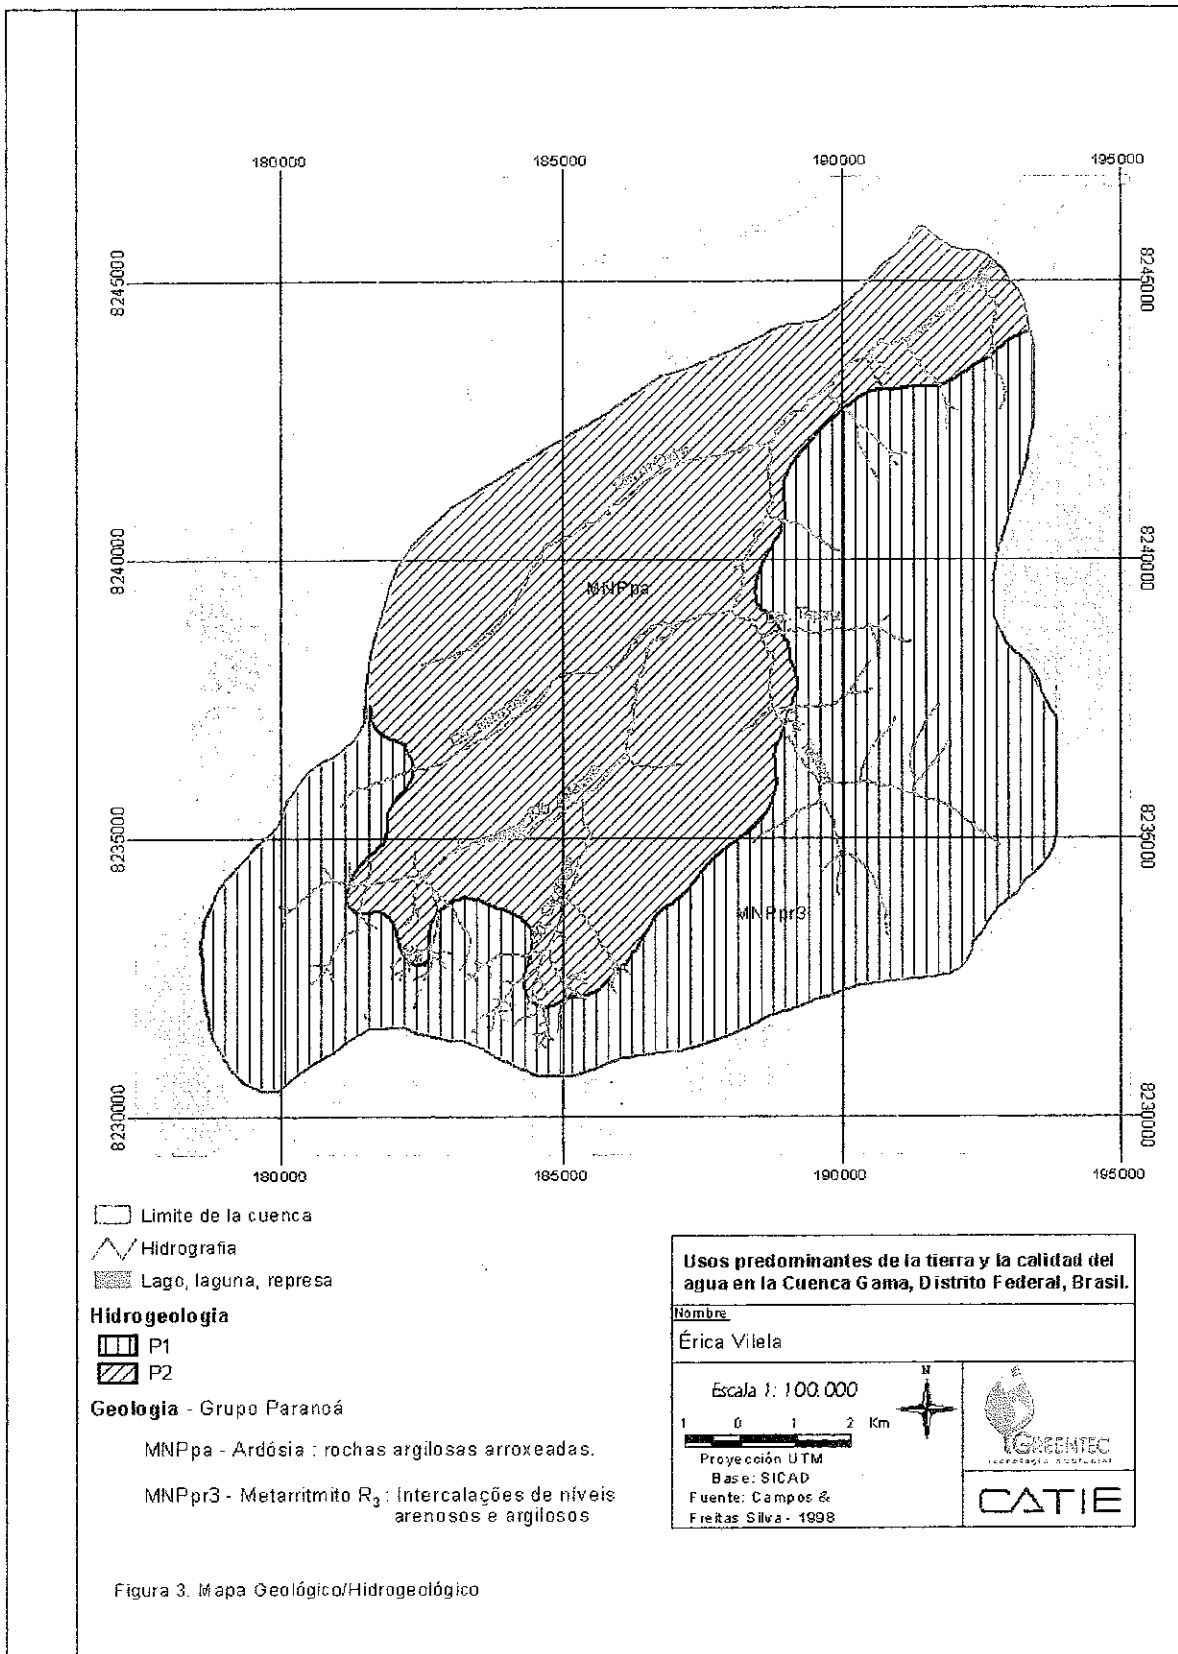 180000 185000 190000 195000
8245000 8245000
8240000 8240000
MNPpa
8235000 8235000
MNPpr3
8230000 8230000
180000 185000 190000 195000
Limite de la cuenca
Hidrografia
Lago, laguna, represa
Hidrogeologia
P1
P2
Geologia - Grupo Paranoá
MNPpa - Ardósia : rochas argilosas arroxeadas.
MNPpr3 - Metarritmito R3 : Intercalações de níveis
arenosos e argilosos
Usos predominantes de la tierra y la calidad del
agua en la Cuenca Gama, Distrito Federal, Brasil.
Nombre
Érica Vilela
Escala 1: 100.000
N
1 0 1 2 Km
Proyección UTM
Base: SICAD
Fuente: Campos &
Freitas Silva - 1998
GREENTEC
CATIE
Figura 3. Mapa Geológico/Hidrogeológico